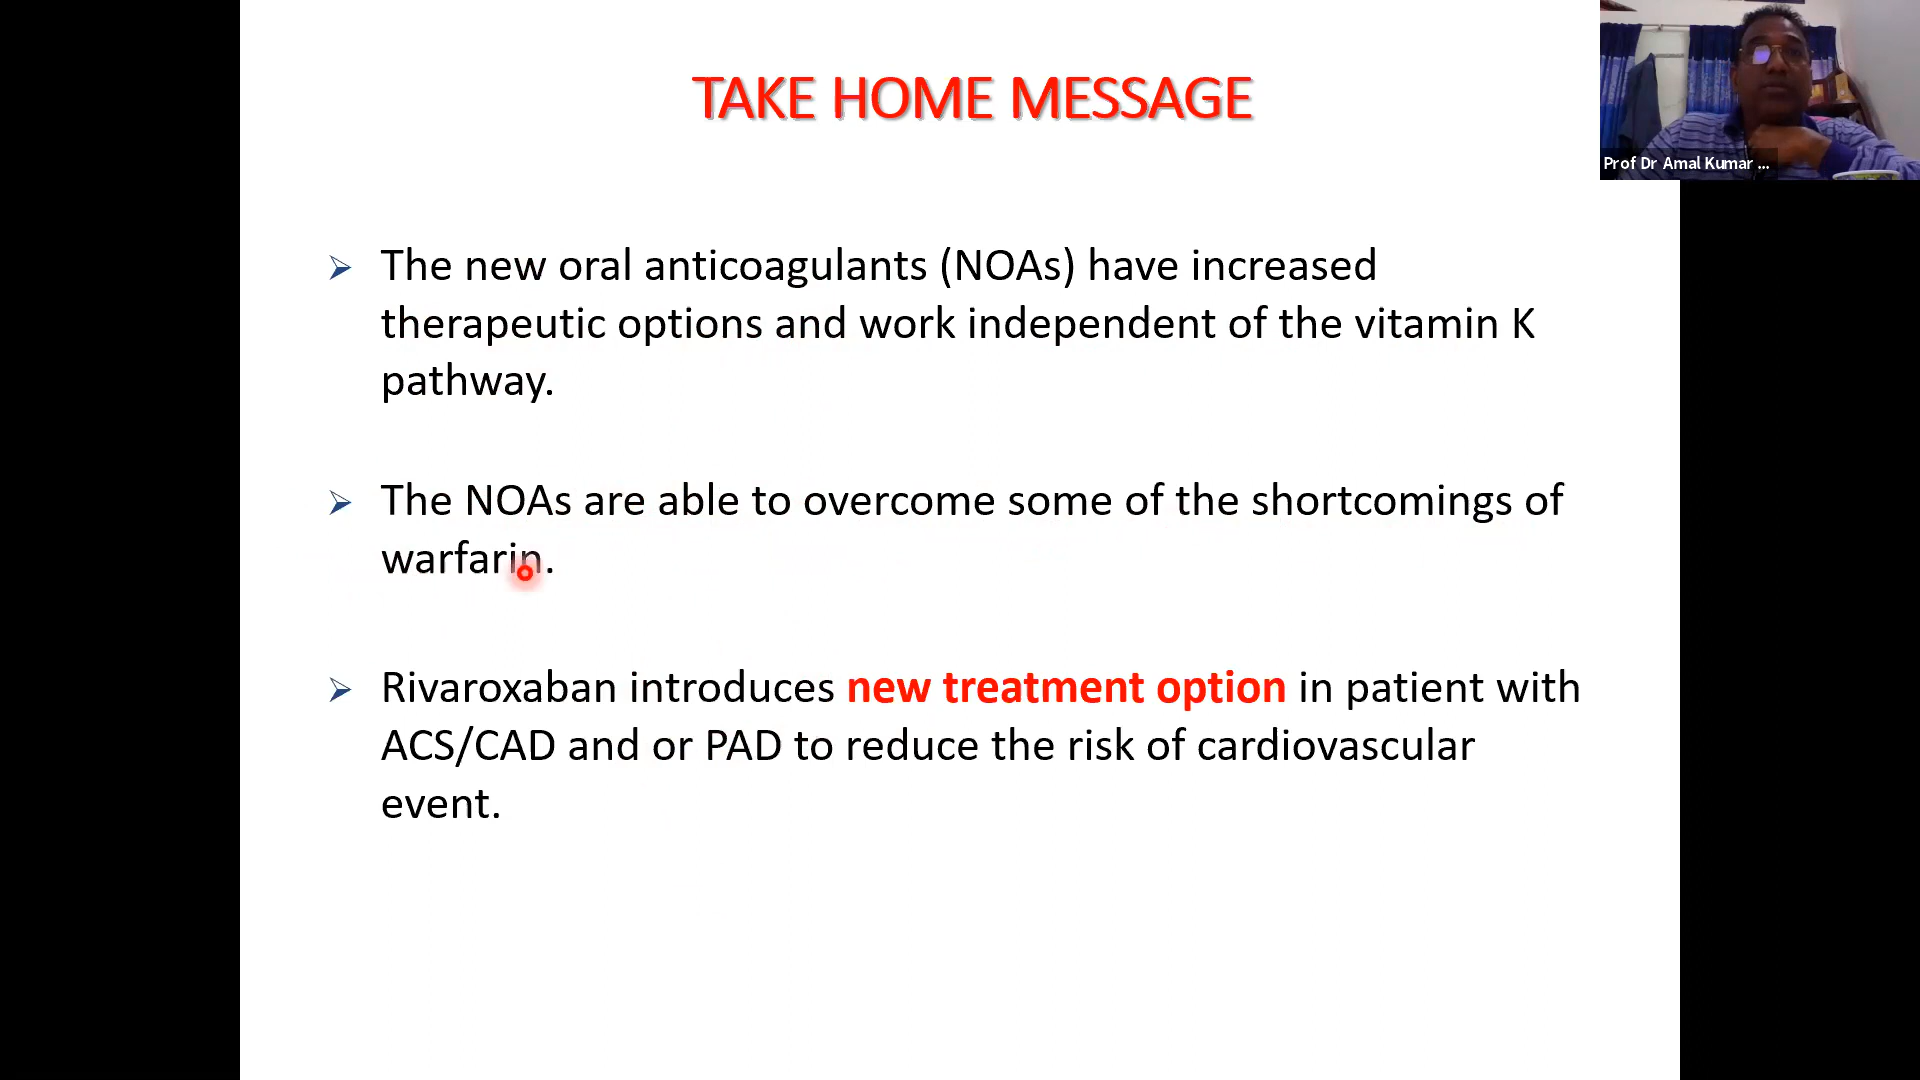 TAKE HOME MESSAGE
Prof Dr Amal Kumar ...
➢ The new oral anticoagulants (NOAs) have increased
therapeutic options and work independent of the vitamin K
pathway.
➢ The NOAs are able to overcome some of the shortcomings of
warfarin.
➢ Rivaroxaban introduces new treatment option in patient with
ACS/CAD and or PAD to reduce the risk of cardiovascular
event.